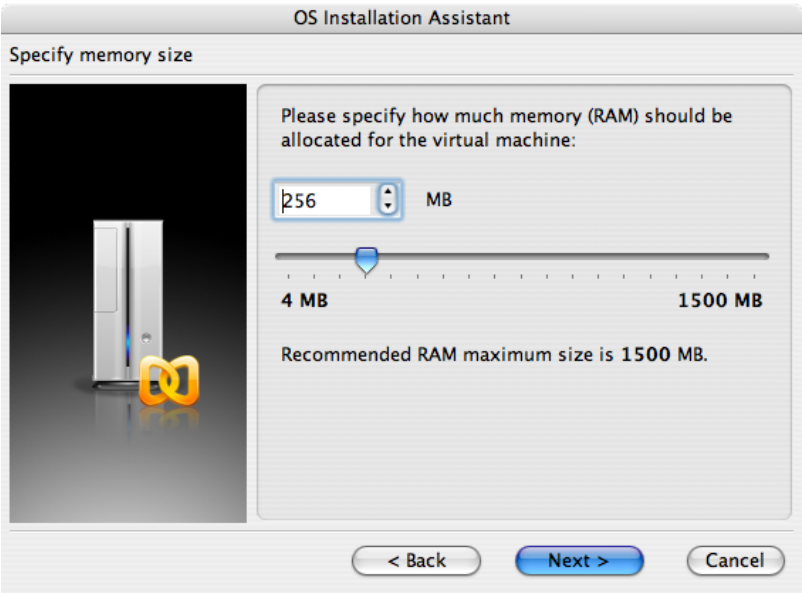 OS Installation Assistant
Specify memory size
Please specify how much memory (RAM) should be
allocated for the virtual machine:
256 MB
4 MB 1500 MB
Recommended RAM maximum size is 1500 MB.
< Back Next > Cancel